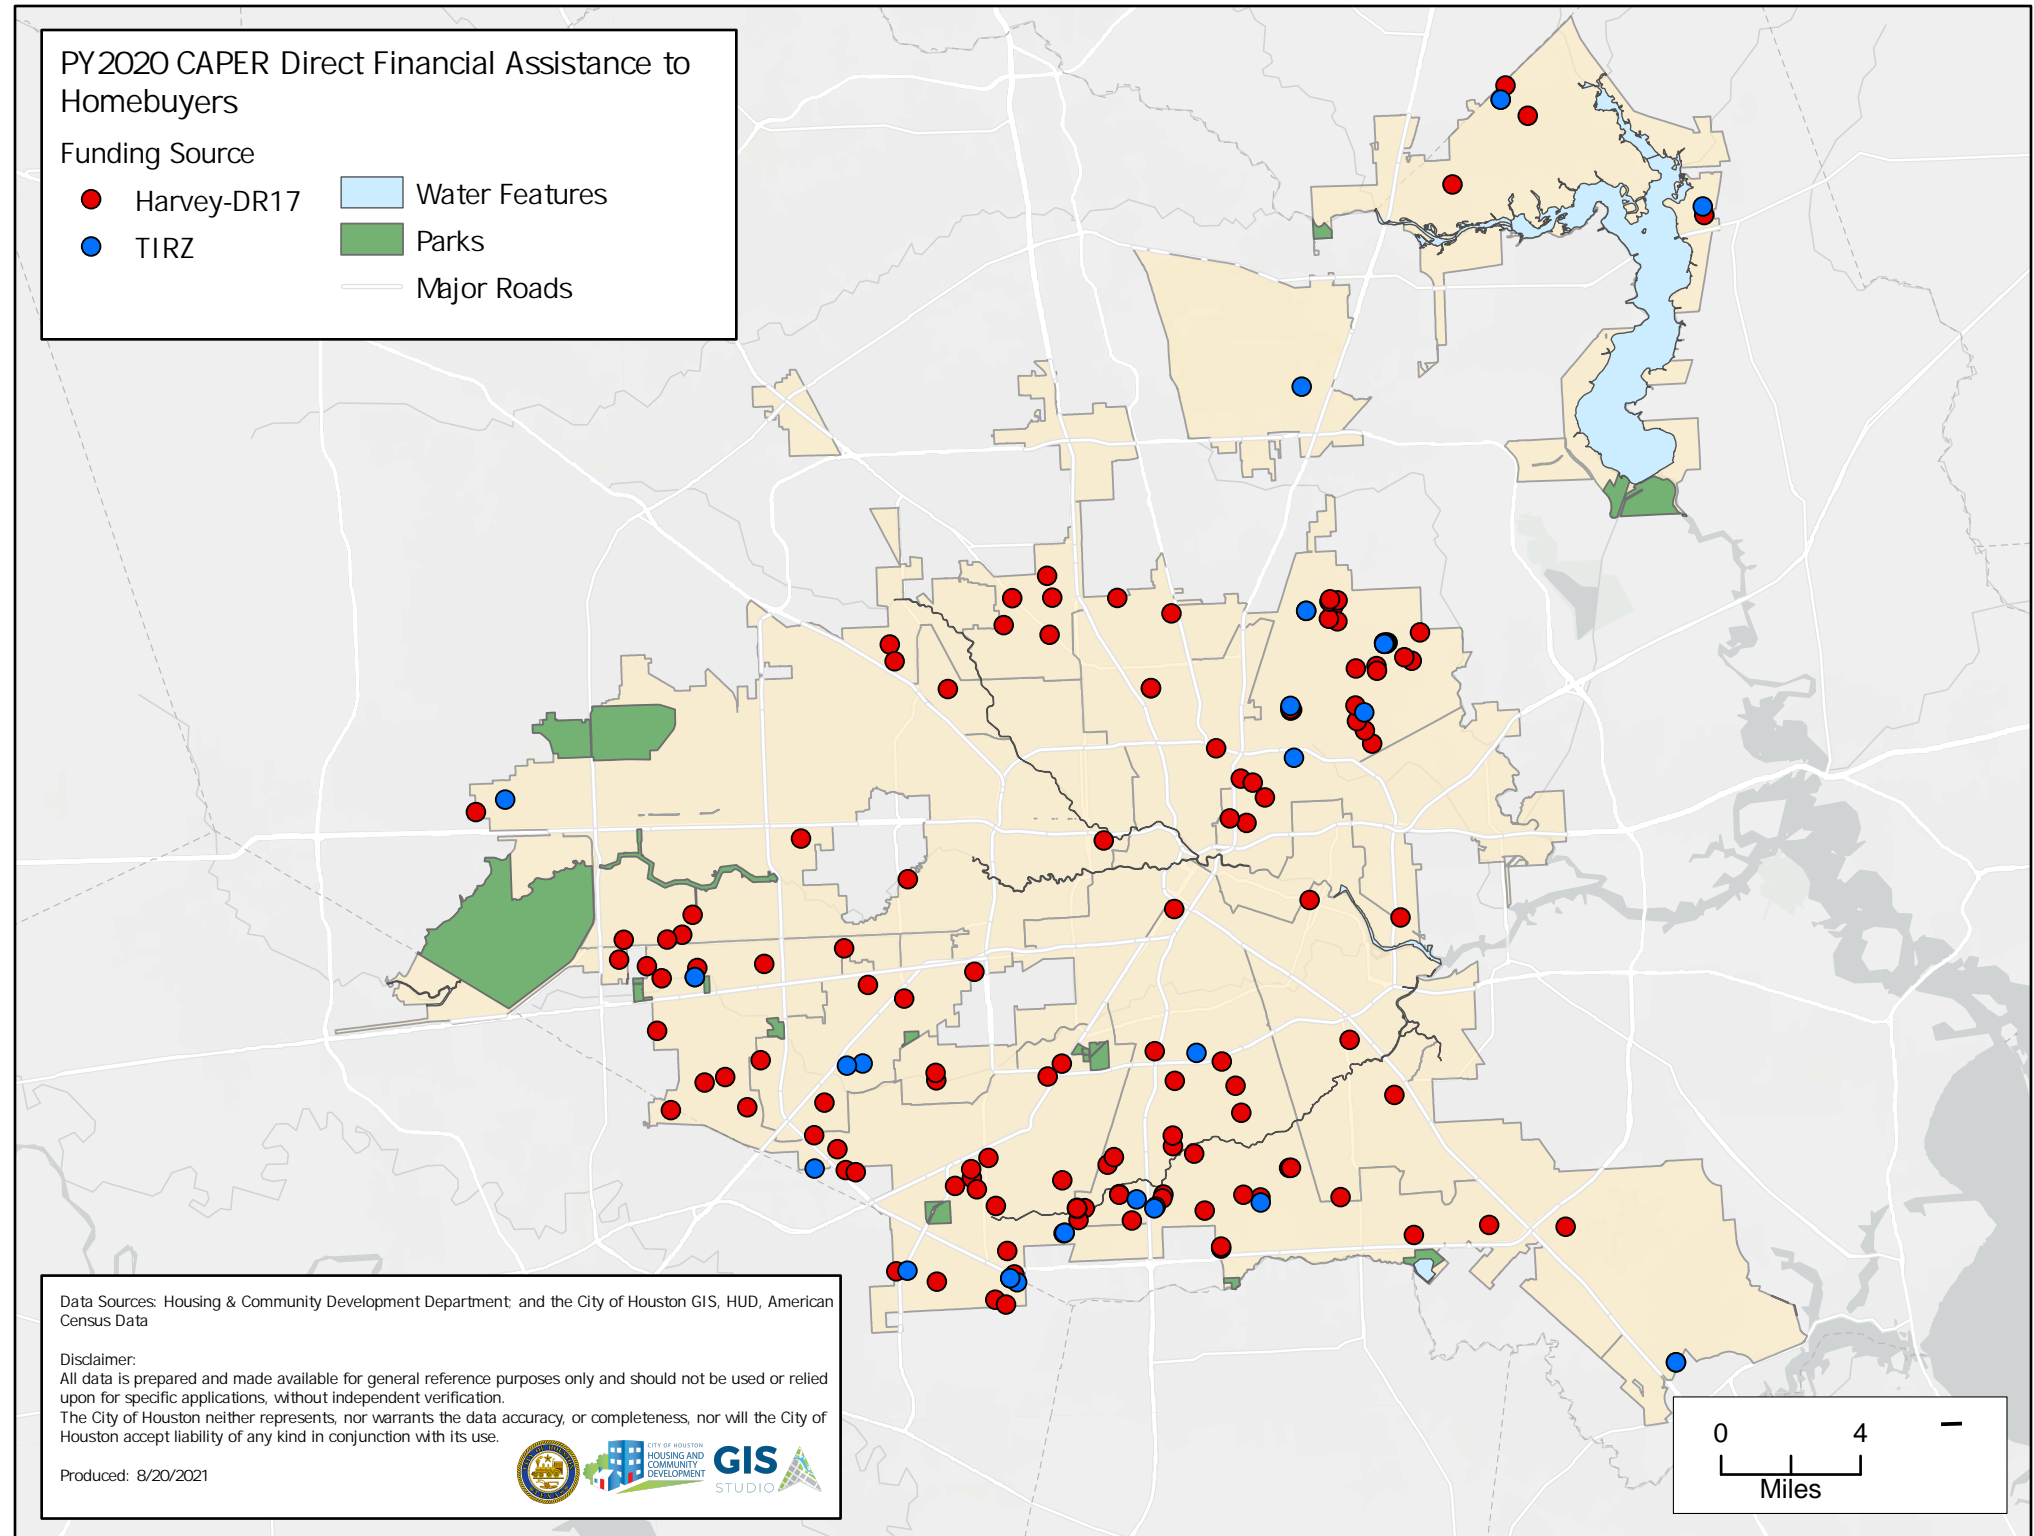 PY2020 CAPER Direct Financial Assistance to
Homebuyers
Funding Source
Harvey-DR17
TIRZ
Water Features
Parks
Major Roads
Data Sources: Housing & Community Development Department; and the City of Houston GIS, HUD, American
Census Data
Disclaimer:
All data is prepared and made available for general reference purposes only and should not be used or relied
upon for specific applications, without independent verification.
The City of Houston neither represents, nor warrants the data accuracy, or completeness, nor will the City of
Houston accept liability of any kind in conjunction with its use.
Produced: 8/20/2021
CITY OF HOUSTON
HOUSING AND
COMMUNITY
DEVELOPMENT
GIS
STUDIO
0 4
Miles